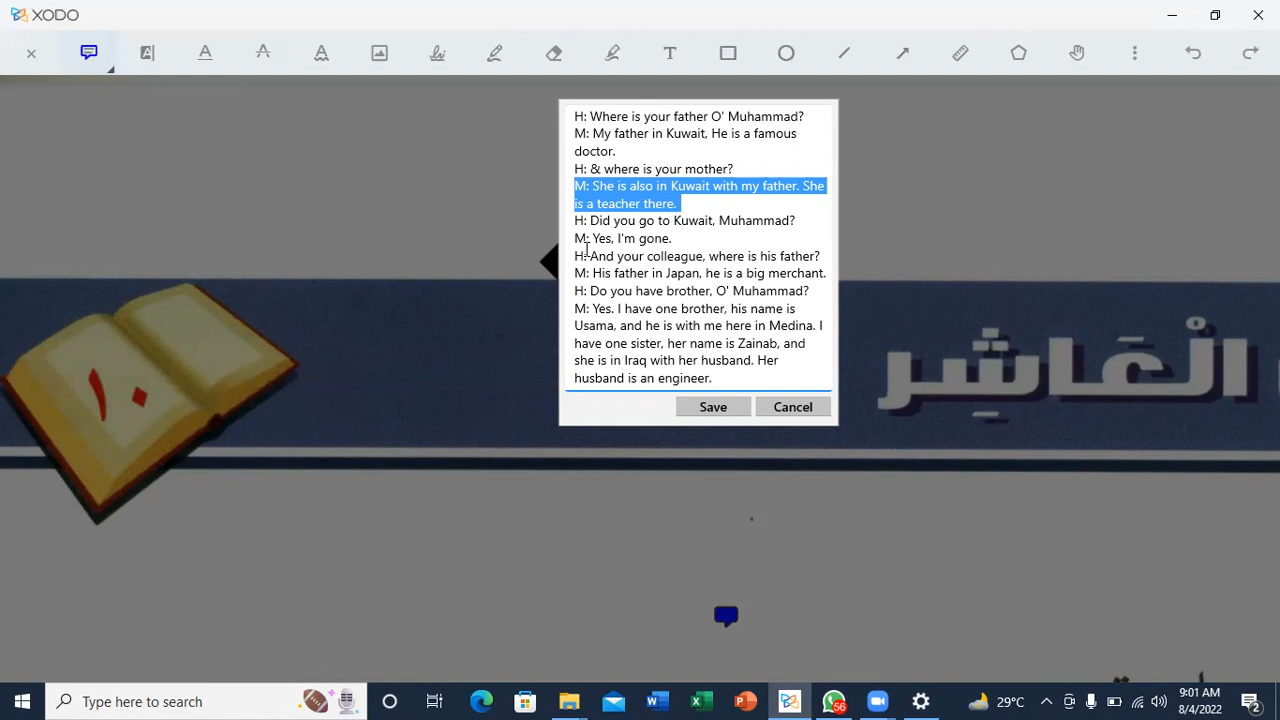 XODO
H: Where is your father O' Muhammad?
M: My father in Kuwait, He is a famous
doctor.
H: & where is your mother?
M: She is also in Kuwait with my father. She
is a teacher there.
H: Did you go to Kuwait, Muhammad?
M: Yes, I'm gone.
H: And your colleague, where is his father?
M: His father in Japan, he is a big merchant.
H: Do you have brother, O' Muhammad?
M: Yes. I have one brother, his name is
Usama, and he is with me here in Medina. I
have one sister, her name is Zainab, and
she is in Iraq with her husband. Her
husband is an engineer.
Save Cancel
الْعَاشِر
١٠
Type here to search
56
29°C
9:01 AM
8/4/2022
2